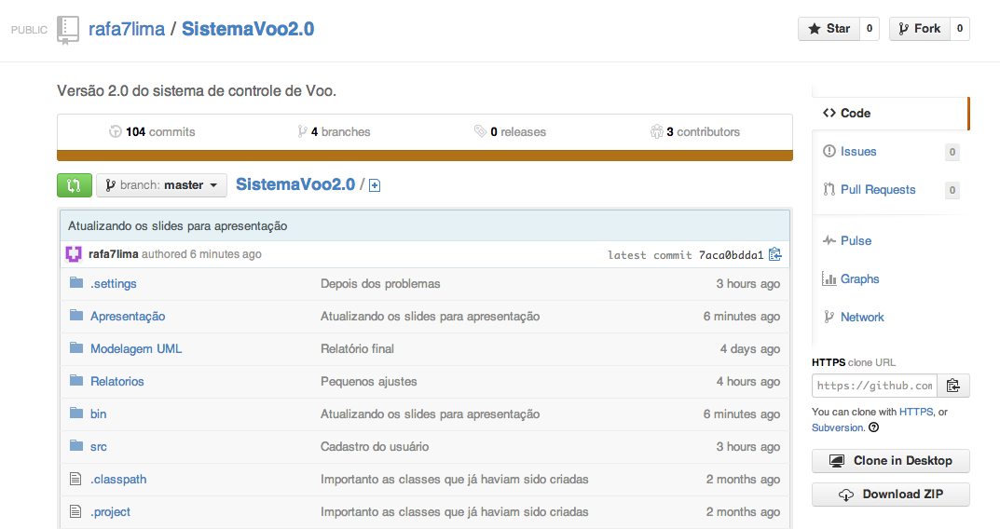 PUBLIC rafa7lima / SistemaVoo2.0
Star 0 Fork 0
Versão 2.0 do sistema de controle de Voo.
104 commits 4 branches 0 releases 3 contributors
branch: master SistemaVoo2.0 /
Atualizando os slides para apresentação
rafa7lima authored 6 minutes ago latest commit 7aca0bdda1
.settings Depois dos problemas 3 hours ago
Apresentação Atualizando os slides para apresentação 6 minutes ago
Modelagem UML Relatório final 4 days ago
Relatorios Pequenos ajustes 4 hours ago
bin Atualizando os slides para apresentação 6 minutes ago
src Cadastro do usuário 3 hours ago
.classpath Importanto as classes que já haviam sido criadas 2 months ago
.project Importanto as classes que já haviam sido criadas 2 months ago
Code
Issues 0
Pull Requests 0
Pulse
Graphs
Network
HTTPS clone URL
https://github.com
You can clone with HTTPS, or
Subversion.
Clone in Desktop
Download ZIP